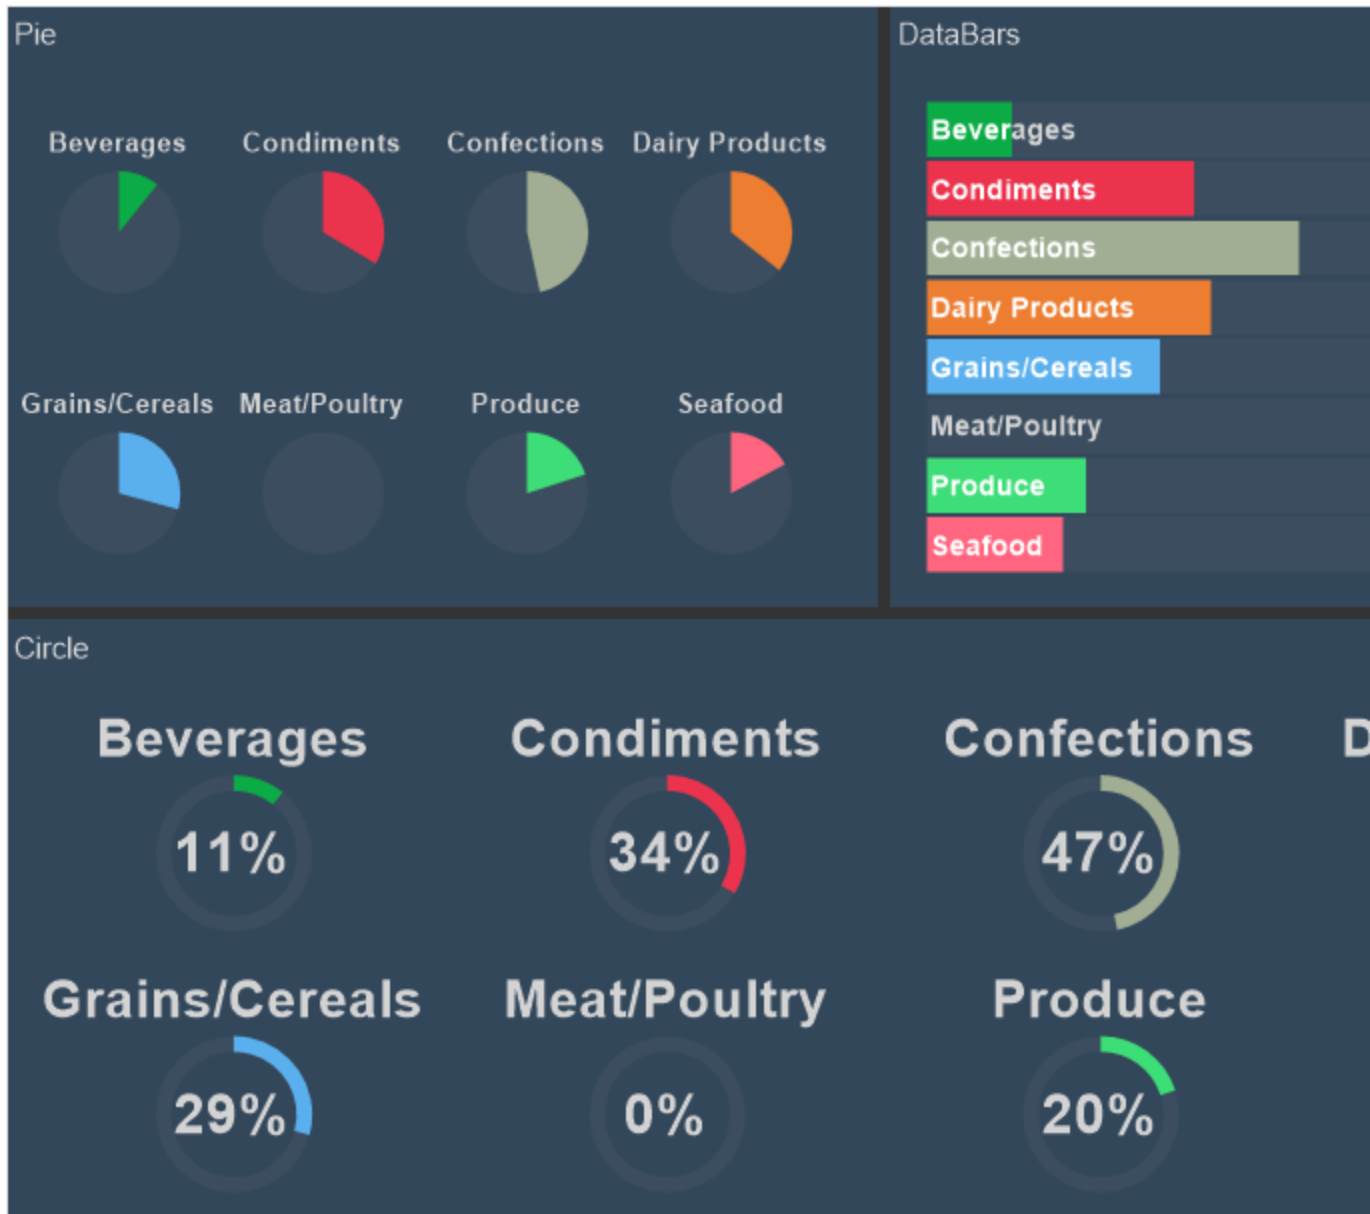 Pie
Beverages Condiments Confections Dairy Products
Grains/Cereals Meat/Poultry Produce Seafood
DataBars
Beverages
Condiments
Confections
Dairy Products
Grains/Cereals
Meat/Poultry
Produce
Seafood
Circle
Beverages Condiments Confections D
11% 34% 47%
Grains/Cereals Meat/Poultry Produce
29% 0% 20%